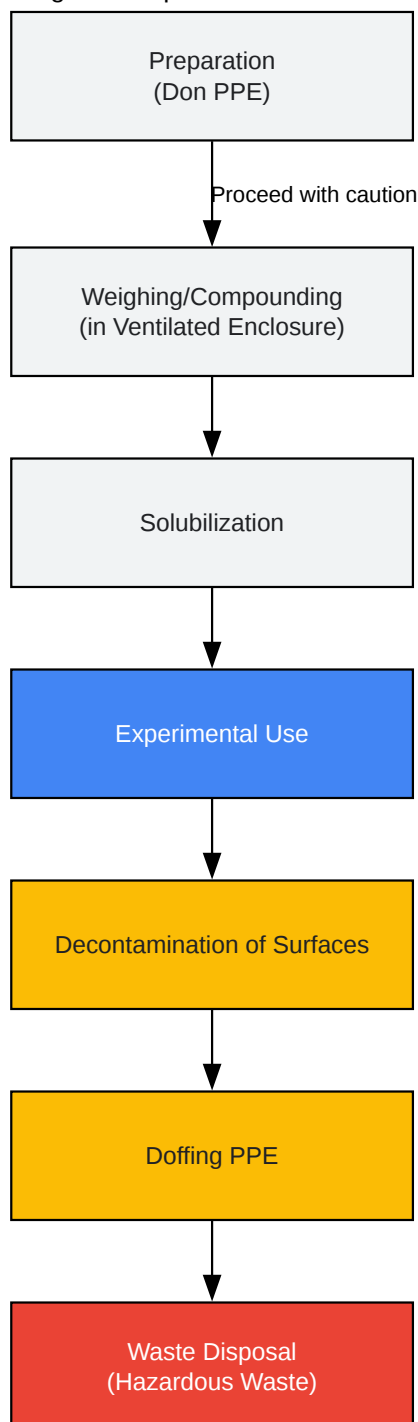 Preparation
(Don PPE)
Proceed with caution
Weighing/Compounding
(in Ventilated Enclosure)
Solubilization
Experimental Use
Decontamination of Surfaces
Doffing PPE
Waste Disposal
(Hazardous Waste)